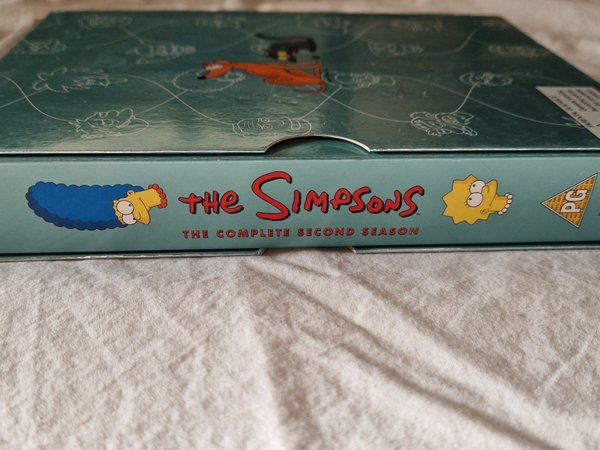 the Simpsons
THE COMPLETE SECOND SEASON
PG